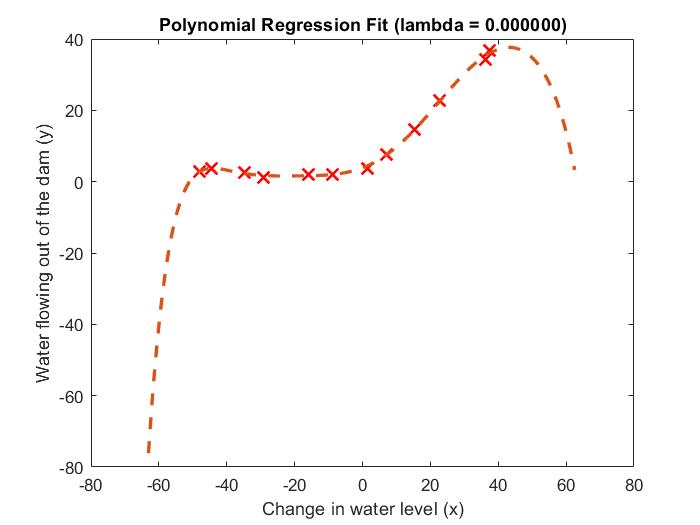 Polynomial Regression Fit (lambda = 0.000000)
40
20
0
-20
-40
-60
-80
Water flowing out of the dam (y)
-80 -60 -40 -20 0 20 40 60 80
Change in water level (x)